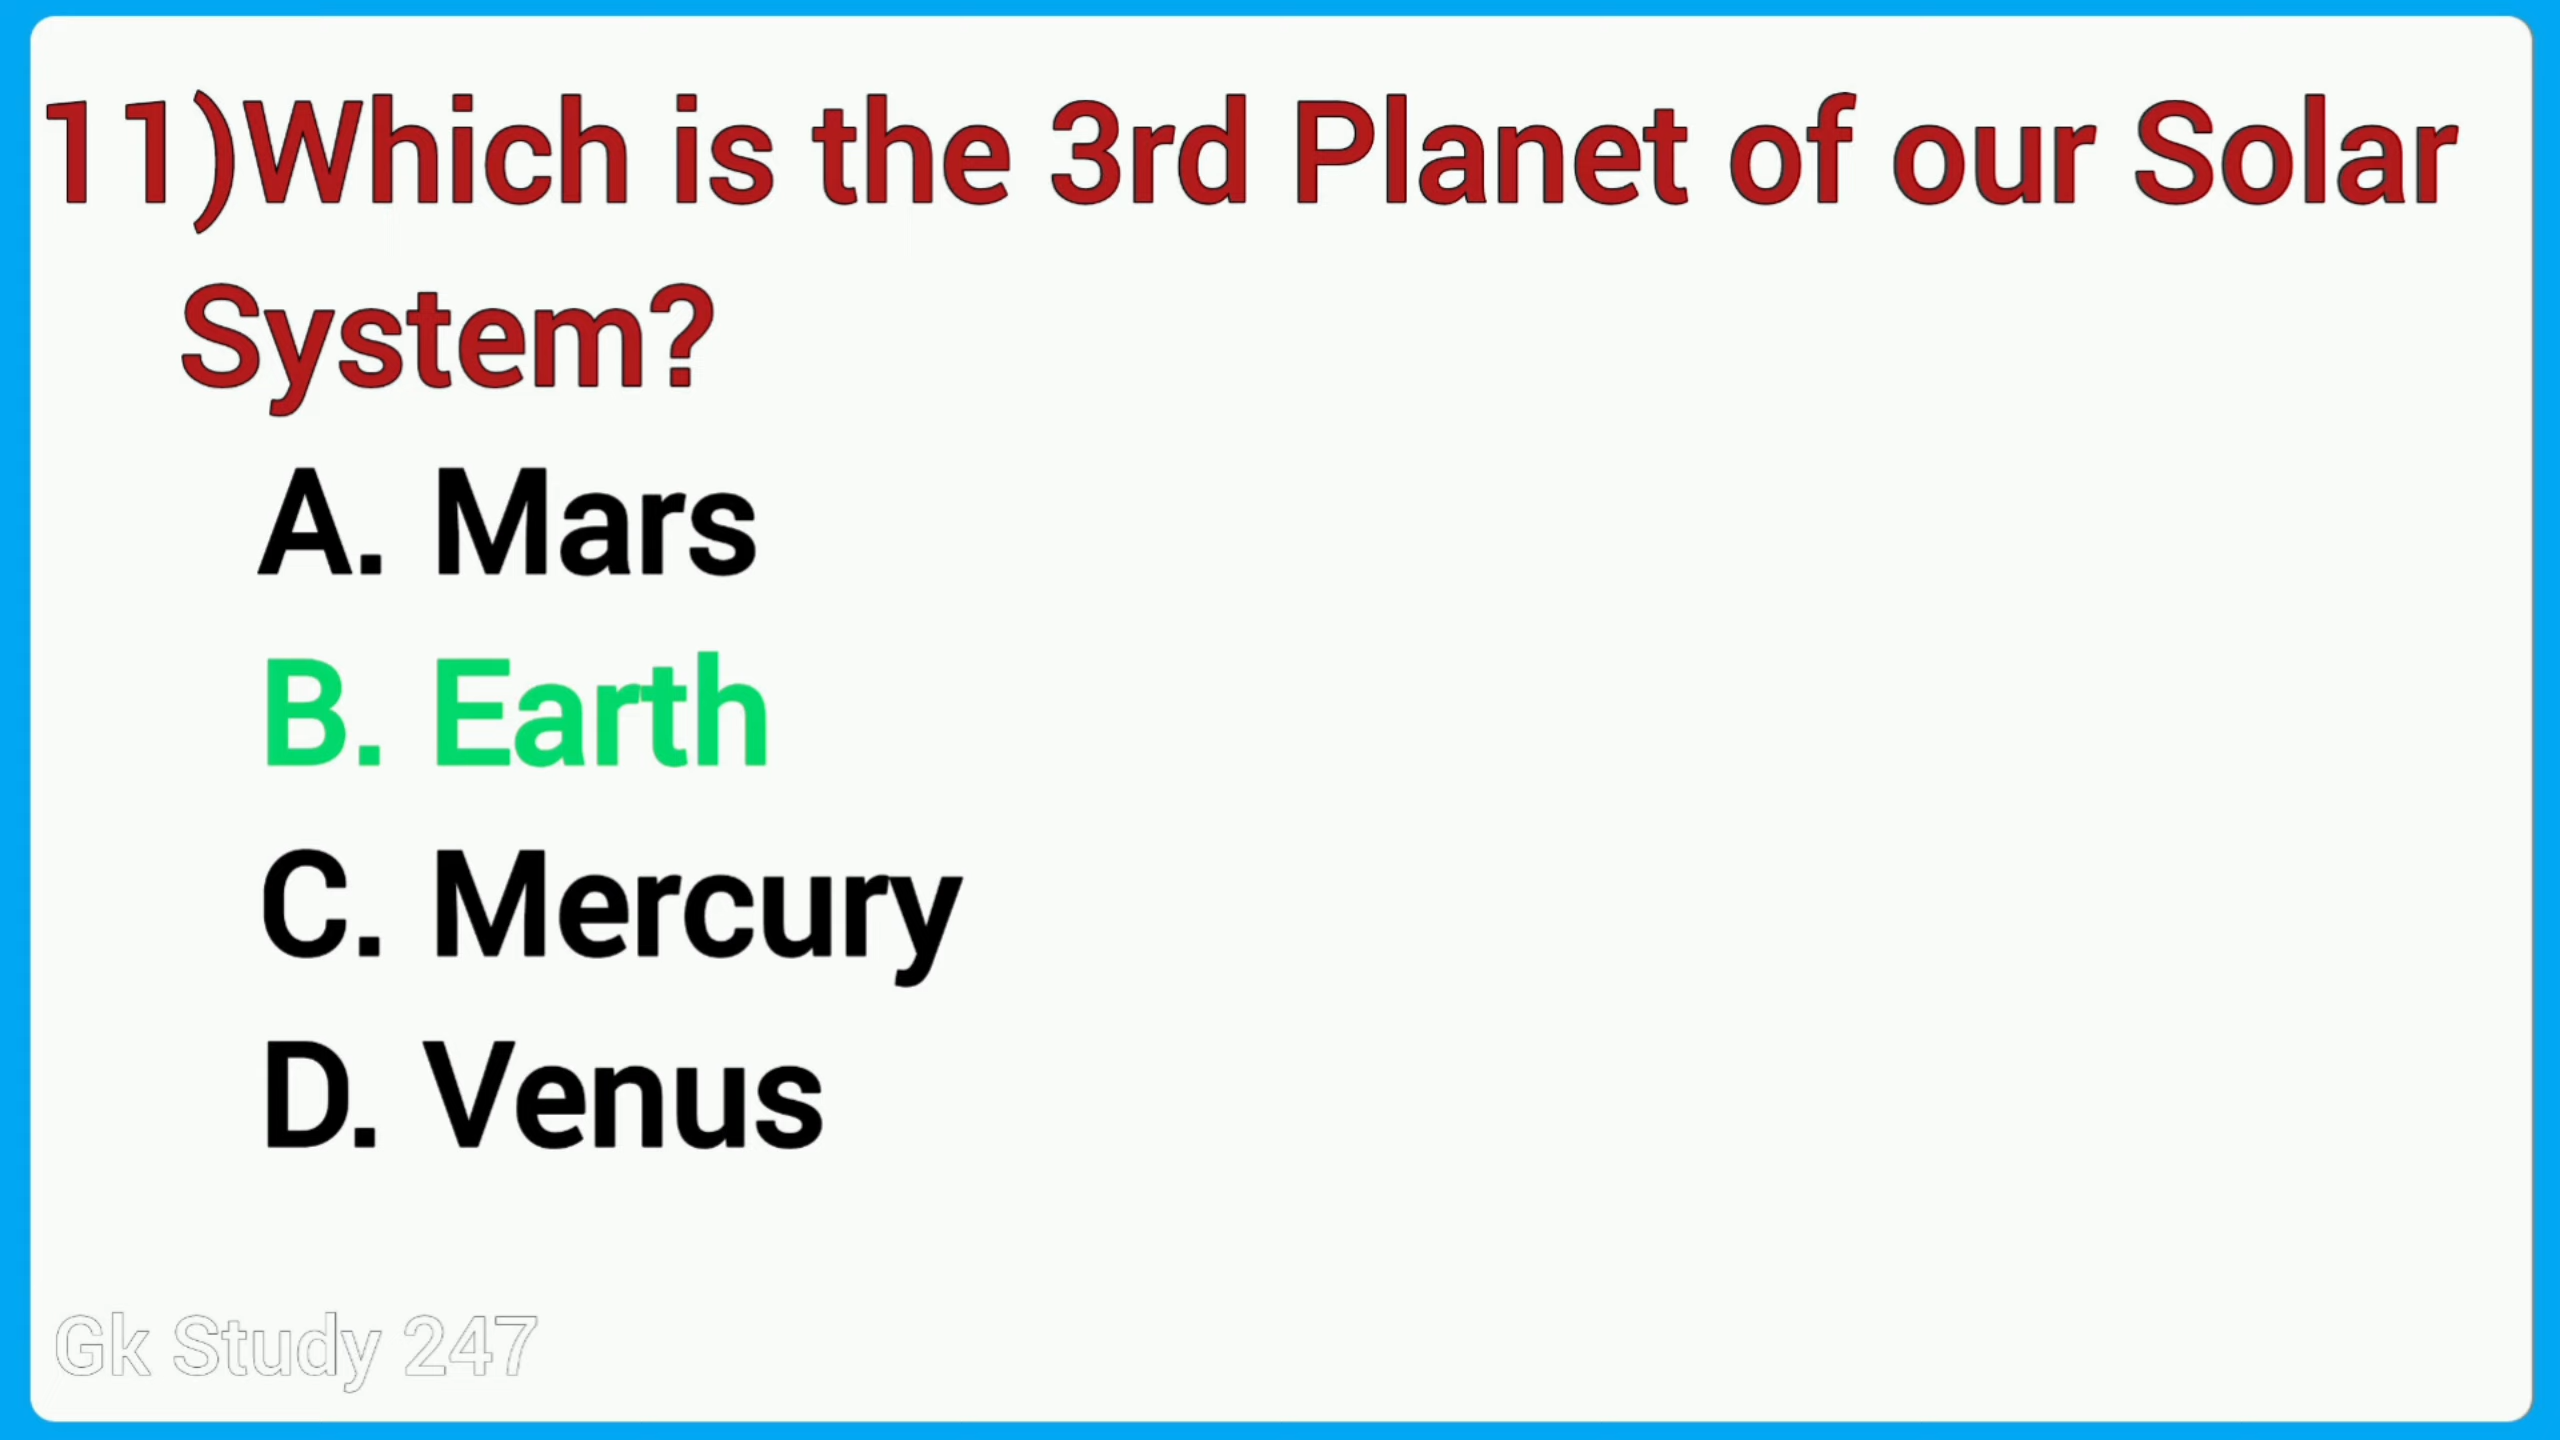 11)Which is the 3rd Planet of our Solar
System?
A. Mars
B. Earth
C. Mercury
D. Venus
Gk Study 247